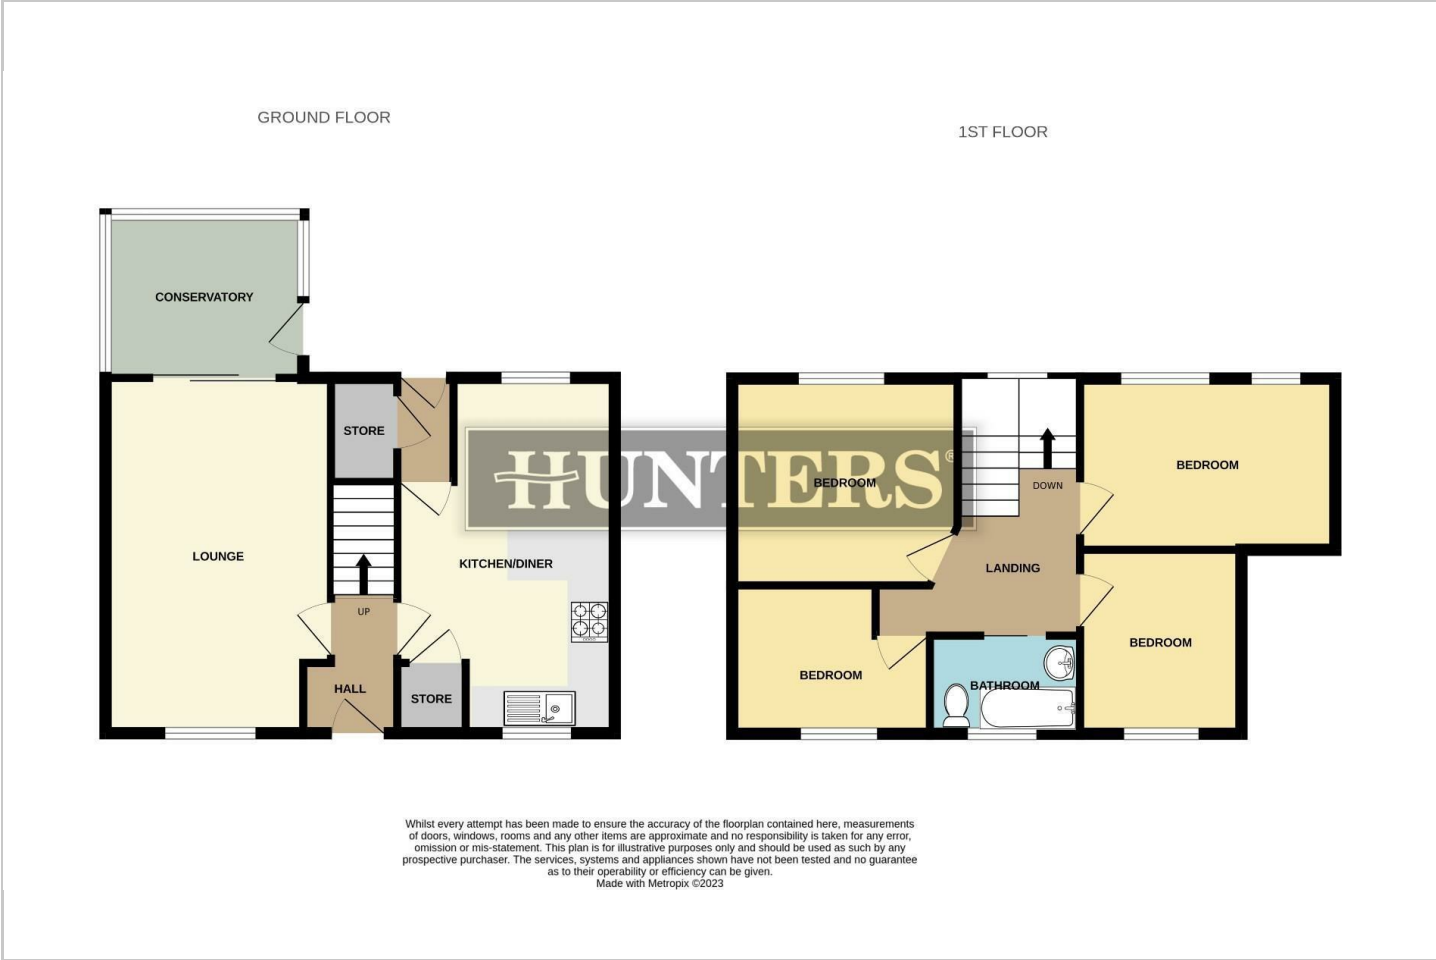 GROUND FLOOR
1ST FLOOR
CONSERVATORY
STORE
LOUNGE
UP
HALL
KITCHEN/DINER
STORE
HUNTERS®
BEDROOM
BEDROOM
DOWN
LANDING
BEDROOM
BEDROOM
BATHROOM
Whilst every attempt has been made to ensure the accuracy of the floorplan contained here, measurements
of doors, windows, rooms and any other items are approximate and no responsibility is taken for any error,
omission or mis-statement. This plan is for illustrative purposes only and should be used as such by any
prospective purchaser. The services, systems and appliances shown have not been tested and no guarantee
as to their operability or efficiency can be given.
Made with Metropix ©2023